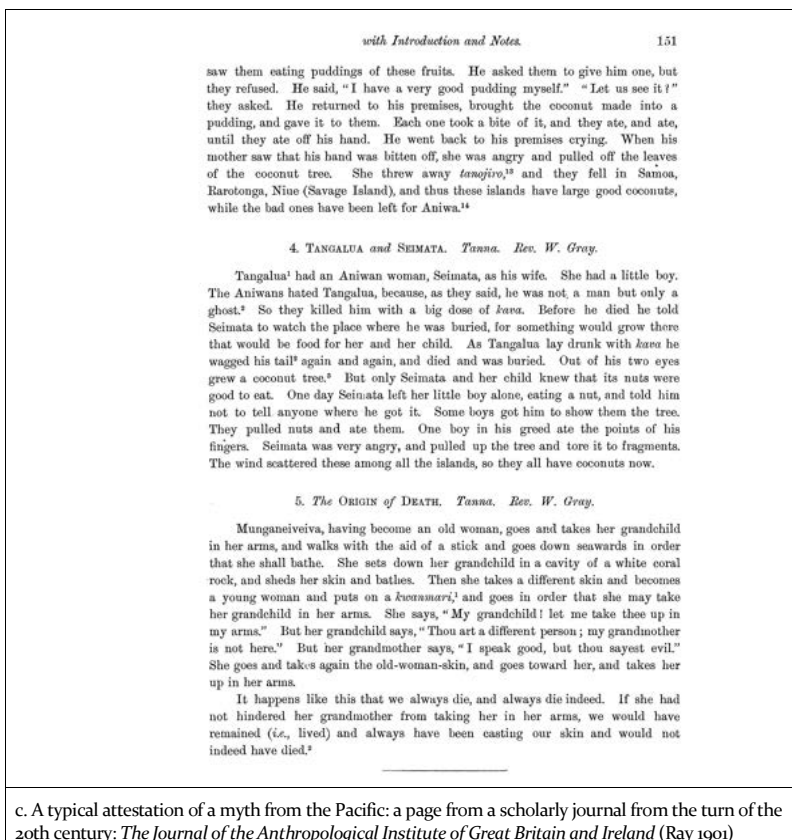 with Introduction and Notes. 151
saw them eating puddings of these fruits. He asked them to give him one, but
they refused. He said, "I have a very good pudding myself." "Let us see it?"
they asked. He returned to his premises, brought the coconut made into a
pudding, and gave it to them. Each one took a bite of it, and they ate, and ate,
until they ate off his hand. He went back to his premises crying. When his
mother saw that his hand was bitten off, she was angry and pulled off the leaves
of the coconut tree. She threw away tanojiro,¹³ and they fell in Samoa,
Rarotonga, Niue (Savage Island), and thus these islands have large good coconuts,
while the bad ones have been left for Aniwa.¹⁴
4. TANGALUA and SEIMATA. Tanna. Rev. W. Gray.
Tangalua¹ had an Aniwan woman, Seimata, as his wife. She had a little boy.
The Aniwans hated Tangalua, because, as they said, he was not a man but only a
ghost.² So they killed him with a big dose of kava. Before he died he told
Seimata to watch the place where he was buried, for something would grow there
that would be food for her and her child. As Tangalua lay drunk with kava he
wagged his tail³ again and again, and died and was buried. Out of his two eyes
grew a coconut tree.³ But only Seimata and her child knew that its nuts were
good to eat. One day Seimata left her little boy alone, eating a nut, and told him
not to tell anyone where he got it. Some boys got him to show them the tree.
They pulled nuts and ate them. One boy in his greed ate the points of his
fingers. Seimata was very angry, and pulled up the tree and tore it to fragments.
The wind scattered these among all the islands, so they all have coconuts now.
5. The ORIGIN of DEATH. Tanna. Rev. W. Gray.
Munganeiveiva, having become an old woman, goes and takes her grandchild
in her arms, and walks with the aid of a stick and goes down seawards in order
that she shall bathe. She sets down her grandchild in a cavity of a white coral
rock, and sheds her skin and bathes. Then she takes a different skin and becomes
a young woman and puts on a kwanmari,¹ and goes in order that she may take
her grandchild in her arms. She says, "My grandchild! let me take thee up in
my arms." But her grandchild says, "Thou art a different person; my grandmother
is not here." But her grandmother says, "I speak good, but thou sayest evil."
She goes and takes again the old-woman-skin, and goes toward her, and takes her
up in her arms.
It happens like this that we always die, and always die indeed. If she had
not hindered her grandmother from taking her in her arms, we would have
remained (i.e., lived) and always have been casting our skin and would not
indeed have died.²
c. A typical attestation of a myth from the Pacific: a page from a scholarly journal from the turn of the
20th century: The Journal of the Anthropological Institute of Great Britain and Ireland (Ray 1901)